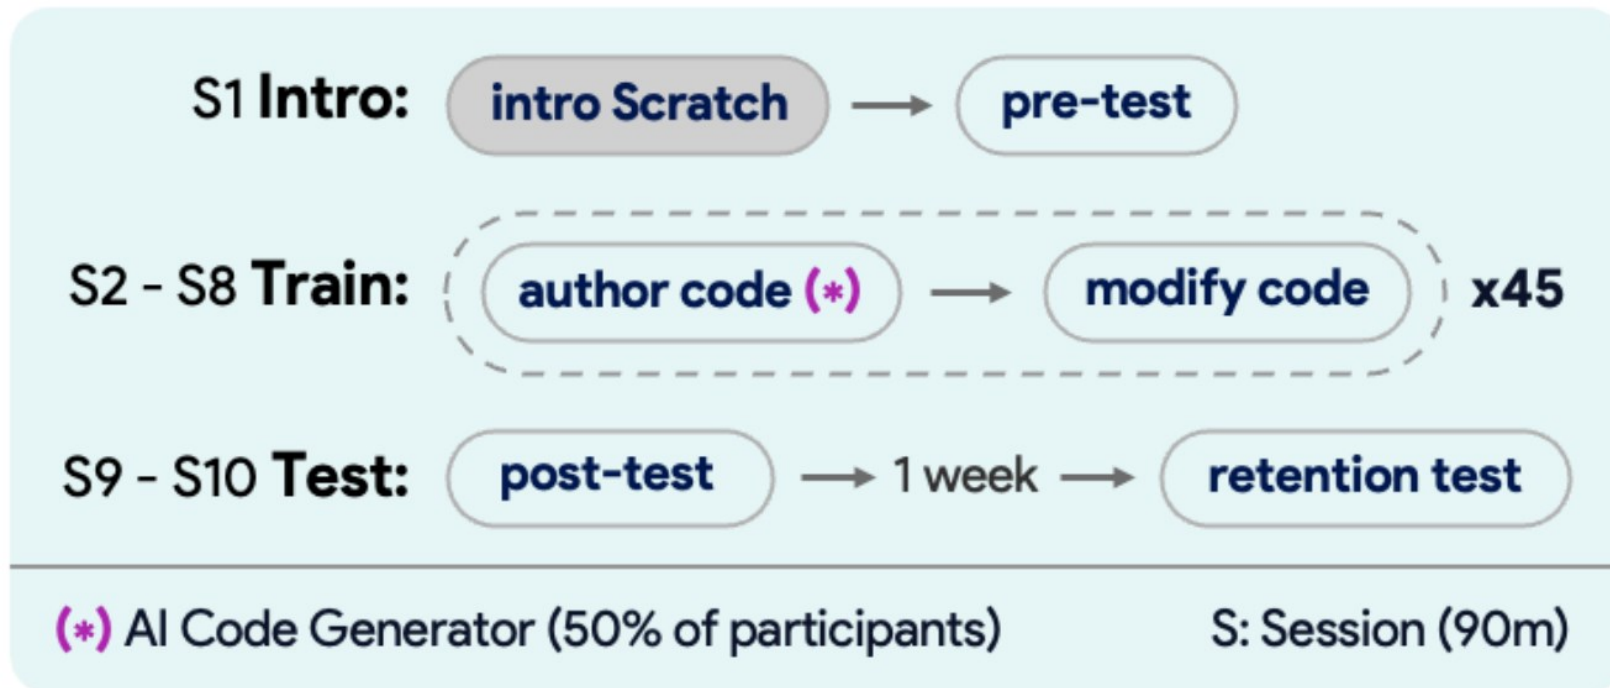 S1 Intro: intro Scratch pre-test
S2 - S8 Train: author code (*) modify code x45
S9 - S10 Test: post-test 1 week retention test
(*) AI Code Generator (50% of participants) S: Session (90m)